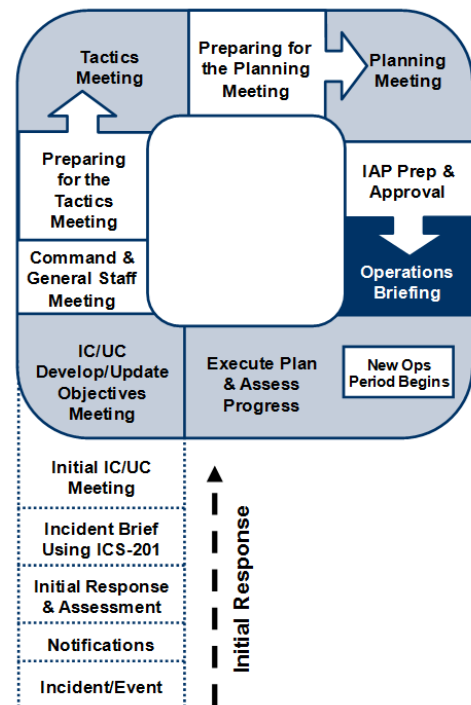 Tactics
Meeting
Preparing for
the Planning
Meeting
Planning
Meeting
Preparing
for the
Tactics
Meeting
IAP Prep &
Approval
Command &
General Staff
Meeting
Operations
Briefing
IC/UC
Develop/Update
Objectives
Meeting
Execute Plan
& Assess
Progress
New Ops
Period Begins
Initial IC/UC
Meeting
Incident Brief
Using ICS-201
Initial Response
& Assessment
Notifications
Incident/Event
Initial Response